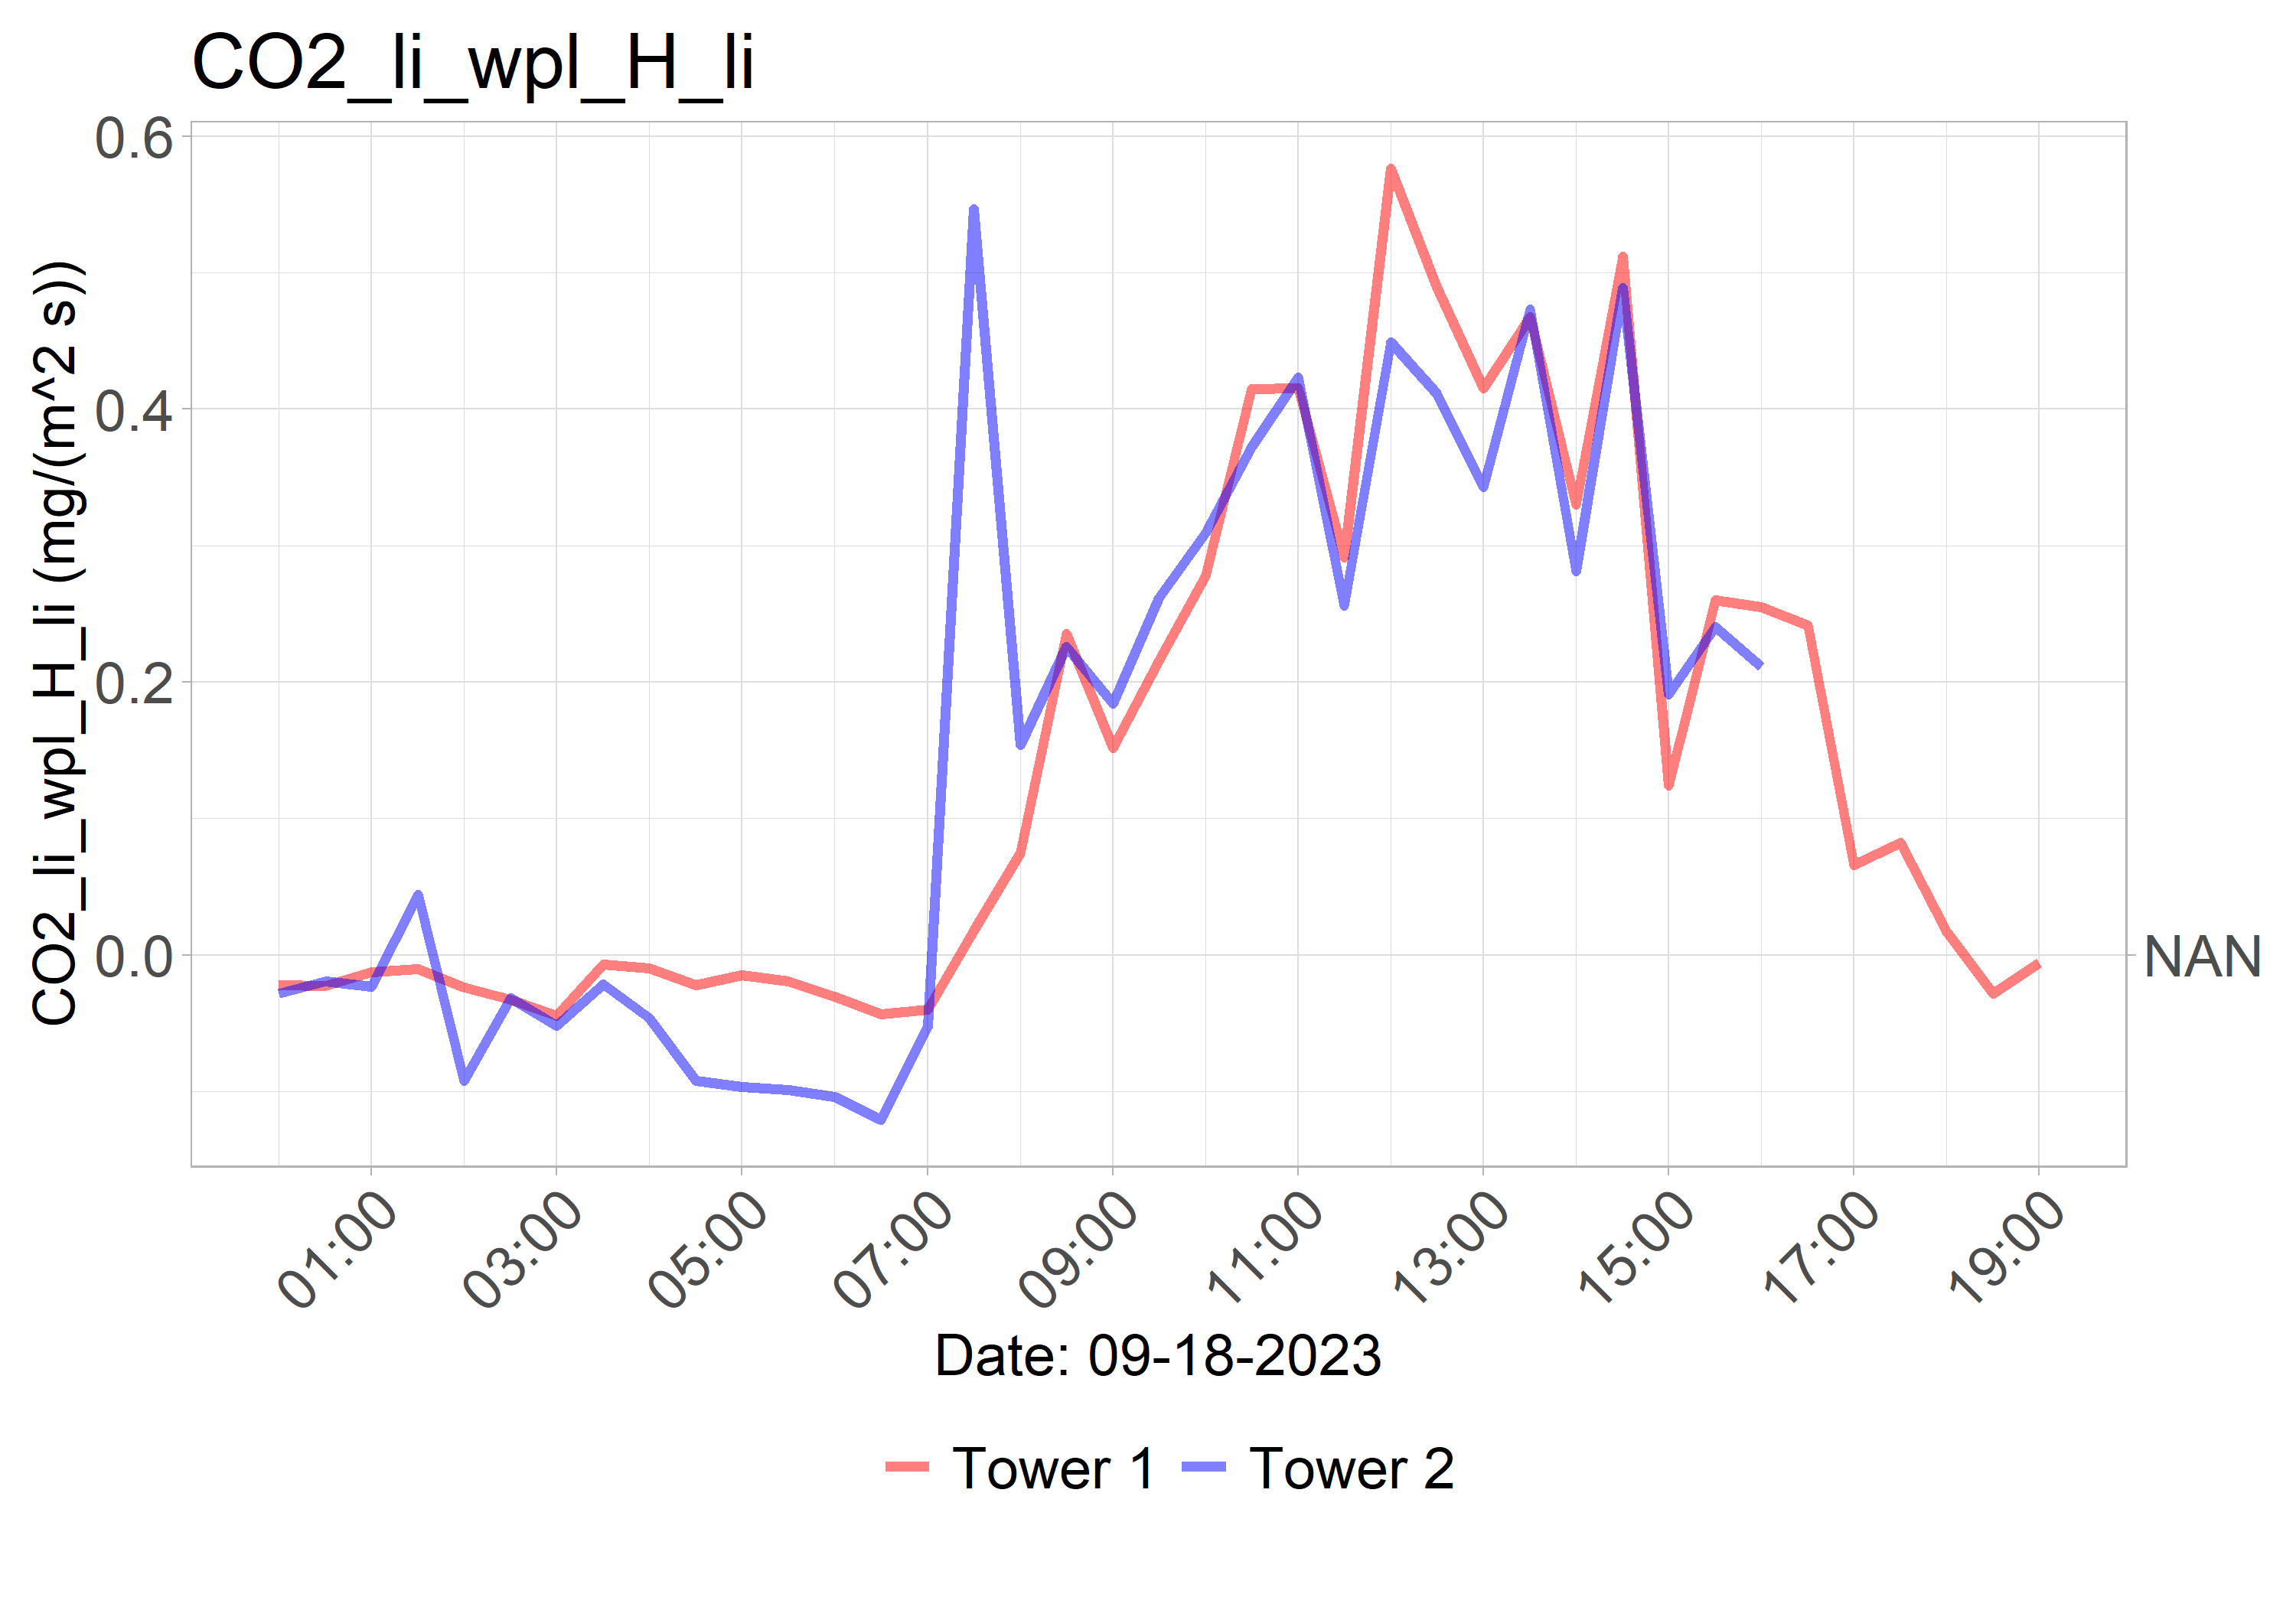 CO2_li_wpl_H_li
CO2_li_wpl_H_li (mg/(m^2 s))
0.6
0.4
0.2
0.0
NAN
01:00 03:00 05:00 07:00 09:00 11:00 13:00 15:00 17:00 19:00
Date: 09-18-2023
Tower 1 Tower 2